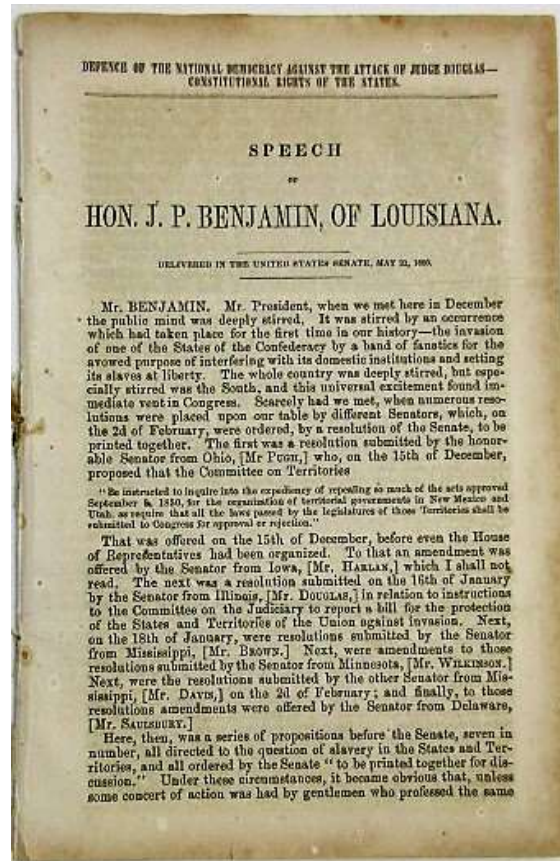 DEFENCE OF THE NATIONAL DEMOCRACY AGAINST THE ATTACK OF JUDGE DOUGLAS—
CONSTITUTIONAL RIGHTS OF THE STATES.
SPEECH
OF
HON. J. P. BENJAMIN, OF LOUISIANA.
DELIVERED IN THE UNITED STATES SENATE, MAY 22, 1860.
Mr. BENJAMIN. Mr. President, when we met here in December
the public mind was deeply stirred. It was stirred by an occurrence
which had taken place for the first time in our history—the invasion
of one of the States of the Confederacy by a band of fanatics for the
avowed purpose of interfering with its domestic institutions and setting
its slaves at liberty. The whole country was deeply stirred, but espe-
cially stirred was the South, and this universal excitement found im-
mediate vent in Congress. Scarcely had we met, when numerous reso-
lutions were placed upon our table by different Senators, which, on
the 2d of February, were ordered, by a resolution of the Senate, to be
printed together. The first was a resolution submitted by the honor-
able Senator from Ohio, [Mr PUGH,] who, on the 15th of December,
proposed that the Committee on Territories
"Be instructed to inquire into the expediency of repealing so much of the acts approved
September 9, 1850, for the organization of territorial governments in New Mexico and
Utah, as require that all the laws passed by the legislatures of those Territories shall be
submitted to Congress for approval or rejection."
That was offered on the 15th of December, before even the House
of Representatives had been organized. To that an amendment was
offered by the Senator from Iowa, [Mr. HARLAN,] which I shall not
read. The next was a resolution submitted on the 16th of January
by the Senator from Illinois, [Mr. DOUGLAS,] in relation to instructions
to the Committee on the Judiciary to report a bill for the protection
of the States and Territories of the Union against invasion. Next,
on the 18th of January, were resolutions submitted by the Senator
from Mississippi, [Mr. BROWN.] Next, were amendments to those
resolutions submitted by the Senator from Minnesota, [Mr. WILKINSON.]
Next, were the resolutions submitted by the other Senator from Mis-
sissippi, [Mr. DAVIS,] on the 2d of February; and finally, to those
resolutions amendments were offered by the Senator from Delaware,
[Mr. SAULSBURY.]
Here, then, was a series of propositions before the Senate, seven in
number, all directed to the question of slavery in the States and Ter-
ritories, and all ordered by the Senate "to be printed together for dis-
cussion." Under these circumstances, it became obvious that, unless
some concert of action was had by gentlemen who professed the same